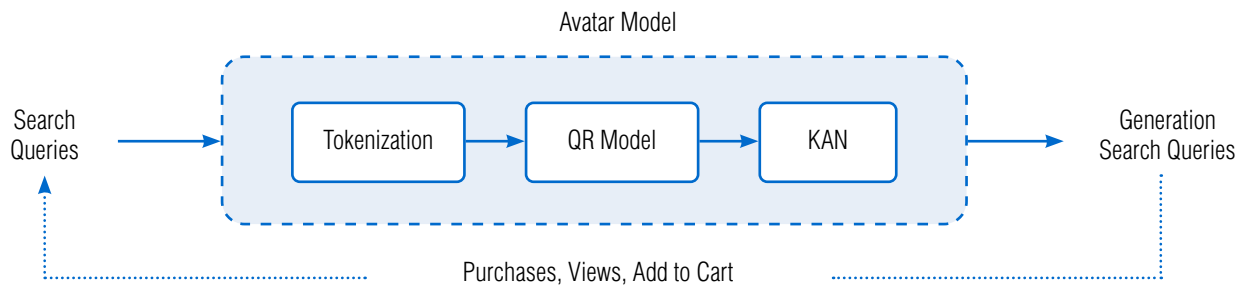 Avatar Model
Search
Queries
Tokenization
QR Model
KAN
Generation
Search Queries
Purchases, Views, Add to Cart